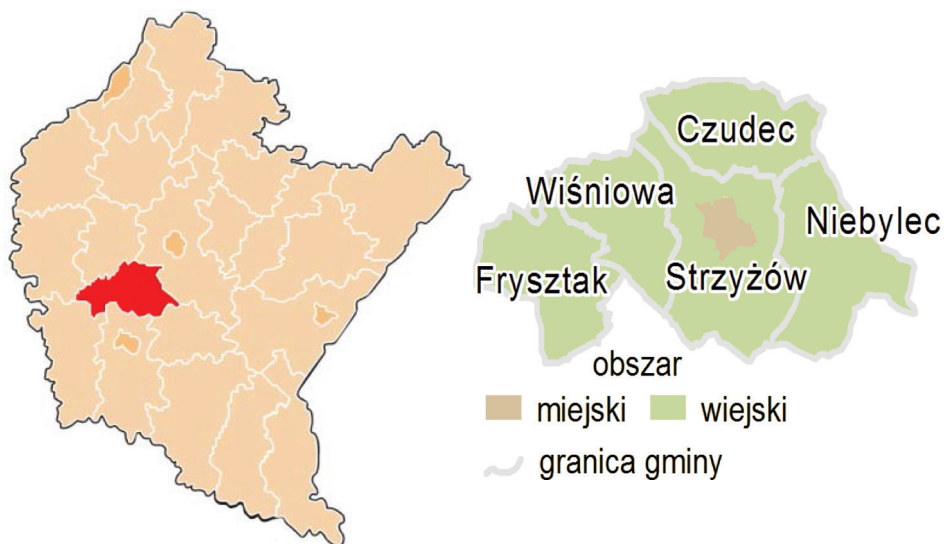 Czudec
Wiśniowa
Niebylec
Frysztak
Strzyżów
obszar
miejski
wiejski
granica gminy